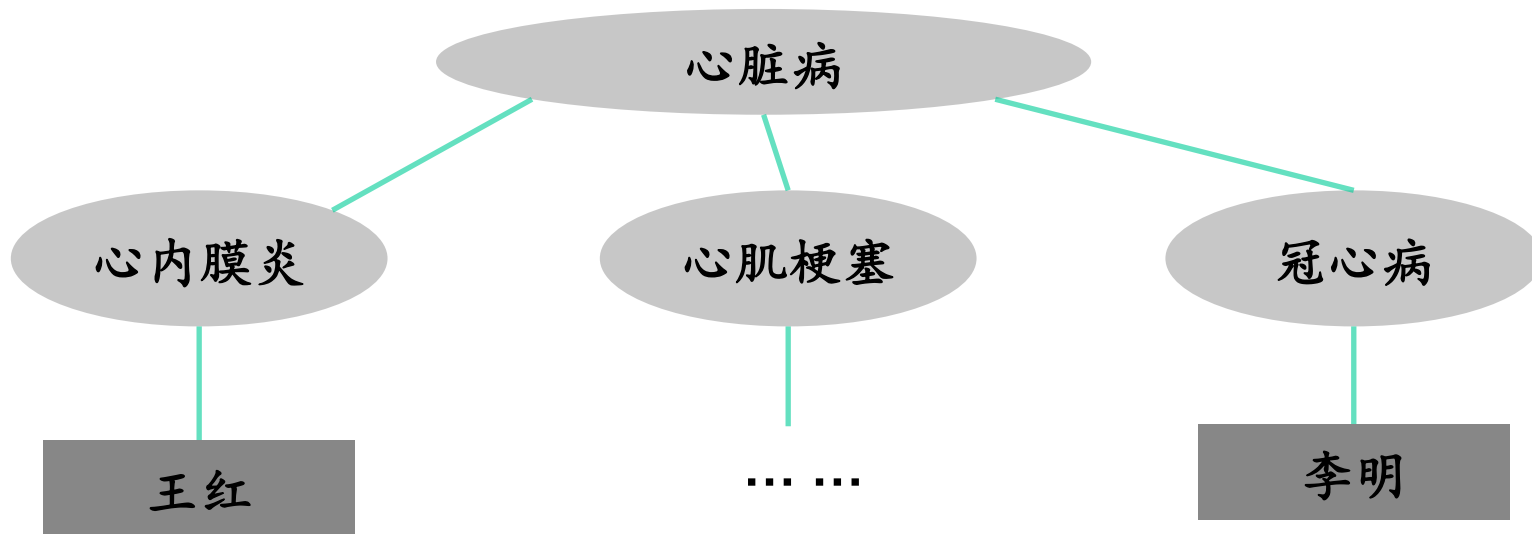 心脏病
心内膜炎
心肌梗塞
冠心病
王红
... ...
李明